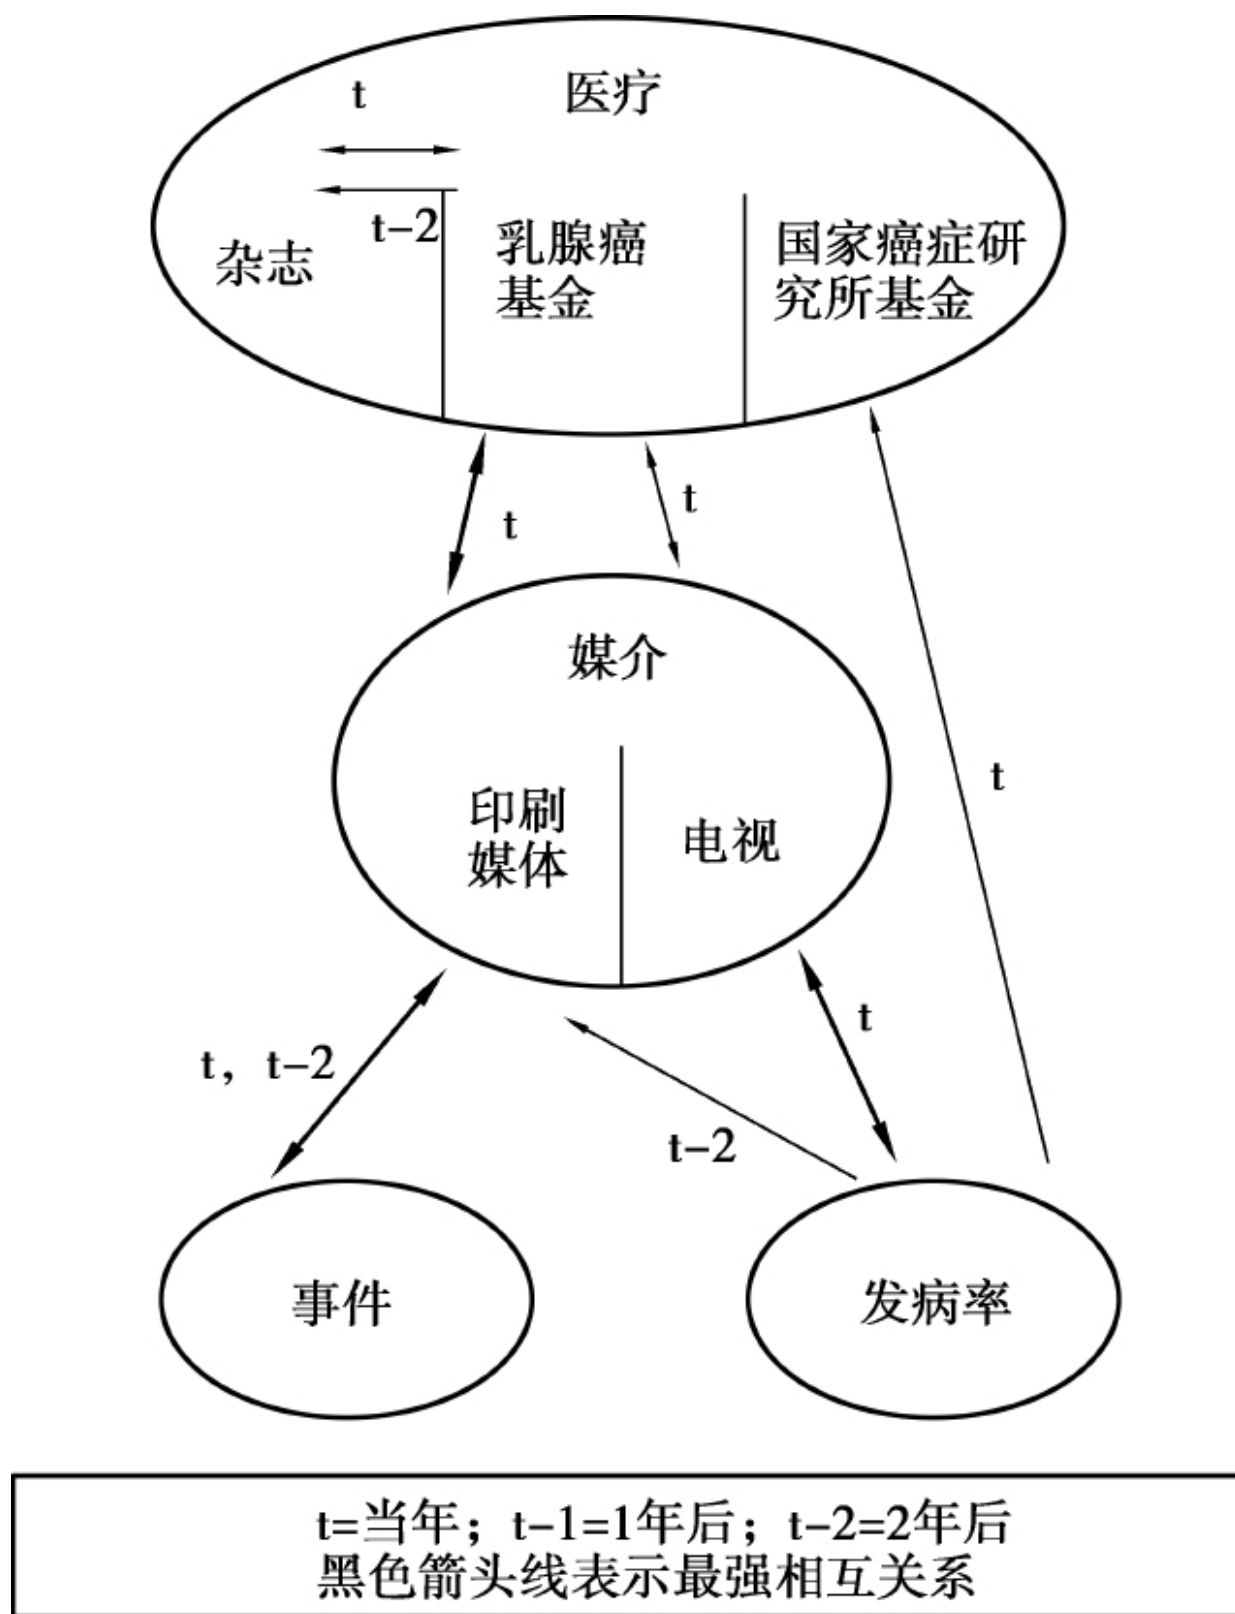 医疗
t
t-2
杂志
乳腺癌
基金
国家癌症研
究所基金
t
t
媒介
印刷
媒体
电视
t
t
t, t-2
t-2
事件
发病率
t=当年；t-1=1年后；t-2=2年后
黑色箭头线表示最强相互关系